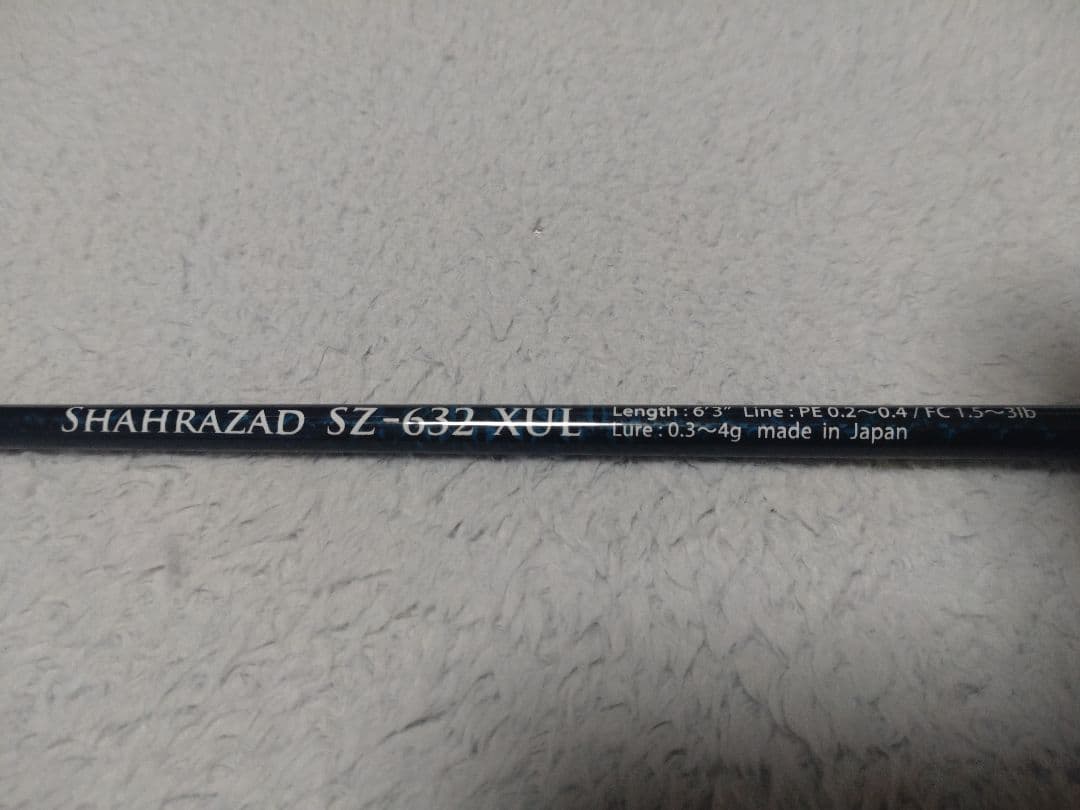 SHAHRAZAD SZ-632 XUL
Length : 6'3" Line : PE 0.2～0.4 / FC 1.5～3lb
Lure : 0.3～4g made in Japan